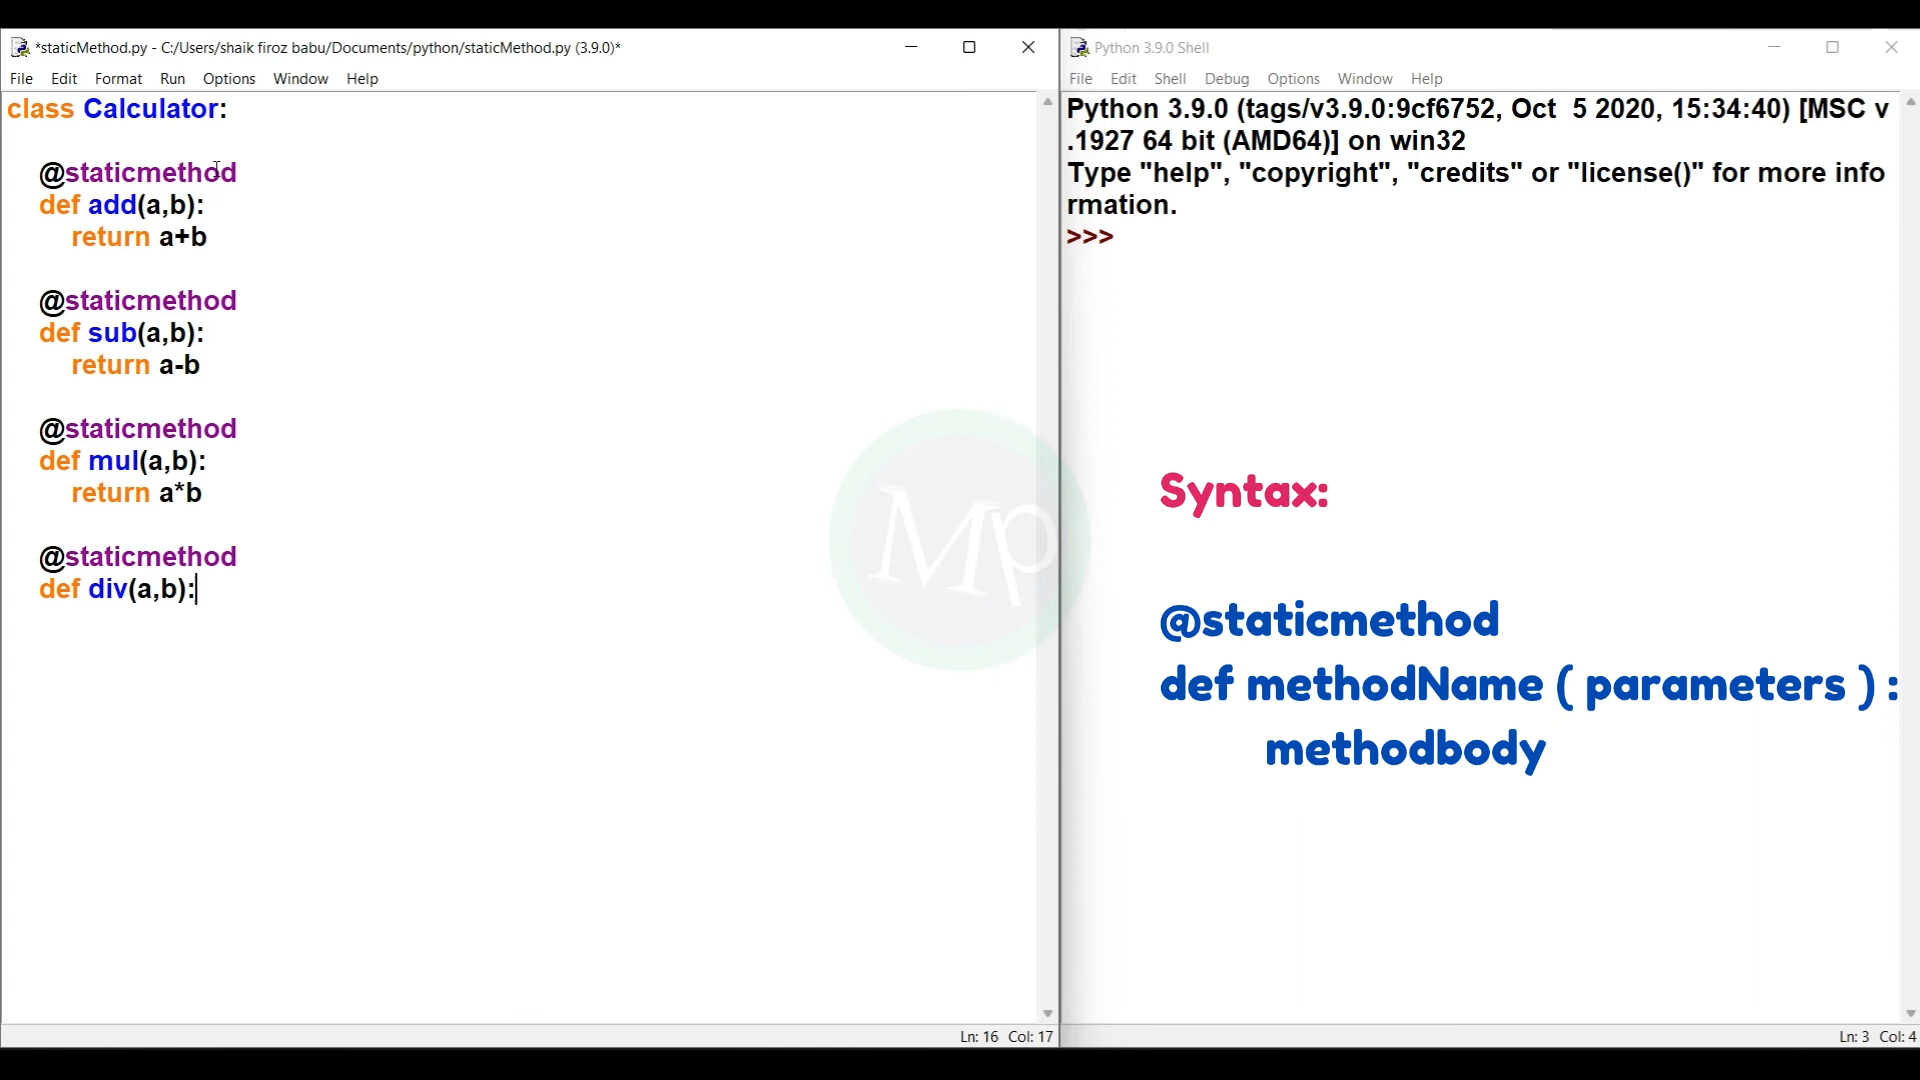 *staticMethod.py - C:/Users/shaik firoz babu/Documents/python/staticMethod.py (3.9.0)*
File Edit Format Run Options Window Help
class Calculator:
@staticmethod
def add(a,b):
return a+b
@staticmethod
def sub(a,b):
return a-b
@staticmethod
def mul(a,b):
return a*b
@staticmethod
def div(a,b):
Ln: 16 Col: 17
Mp
Python 3.9.0 Shell
File Edit Shell Debug Options Window Help
Python 3.9.0 (tags/v3.9.0:9cf6752, Oct  5 2020, 15:34:40) [MSC v
.1927 64 bit (AMD64)] on win32
Type "help", "copyright", "credits" or "license()" for more info
rmation.
>>>
Syntax:
@staticmethod
def methodName ( parameters ) :
methodbody
Ln: 3 Col: 4